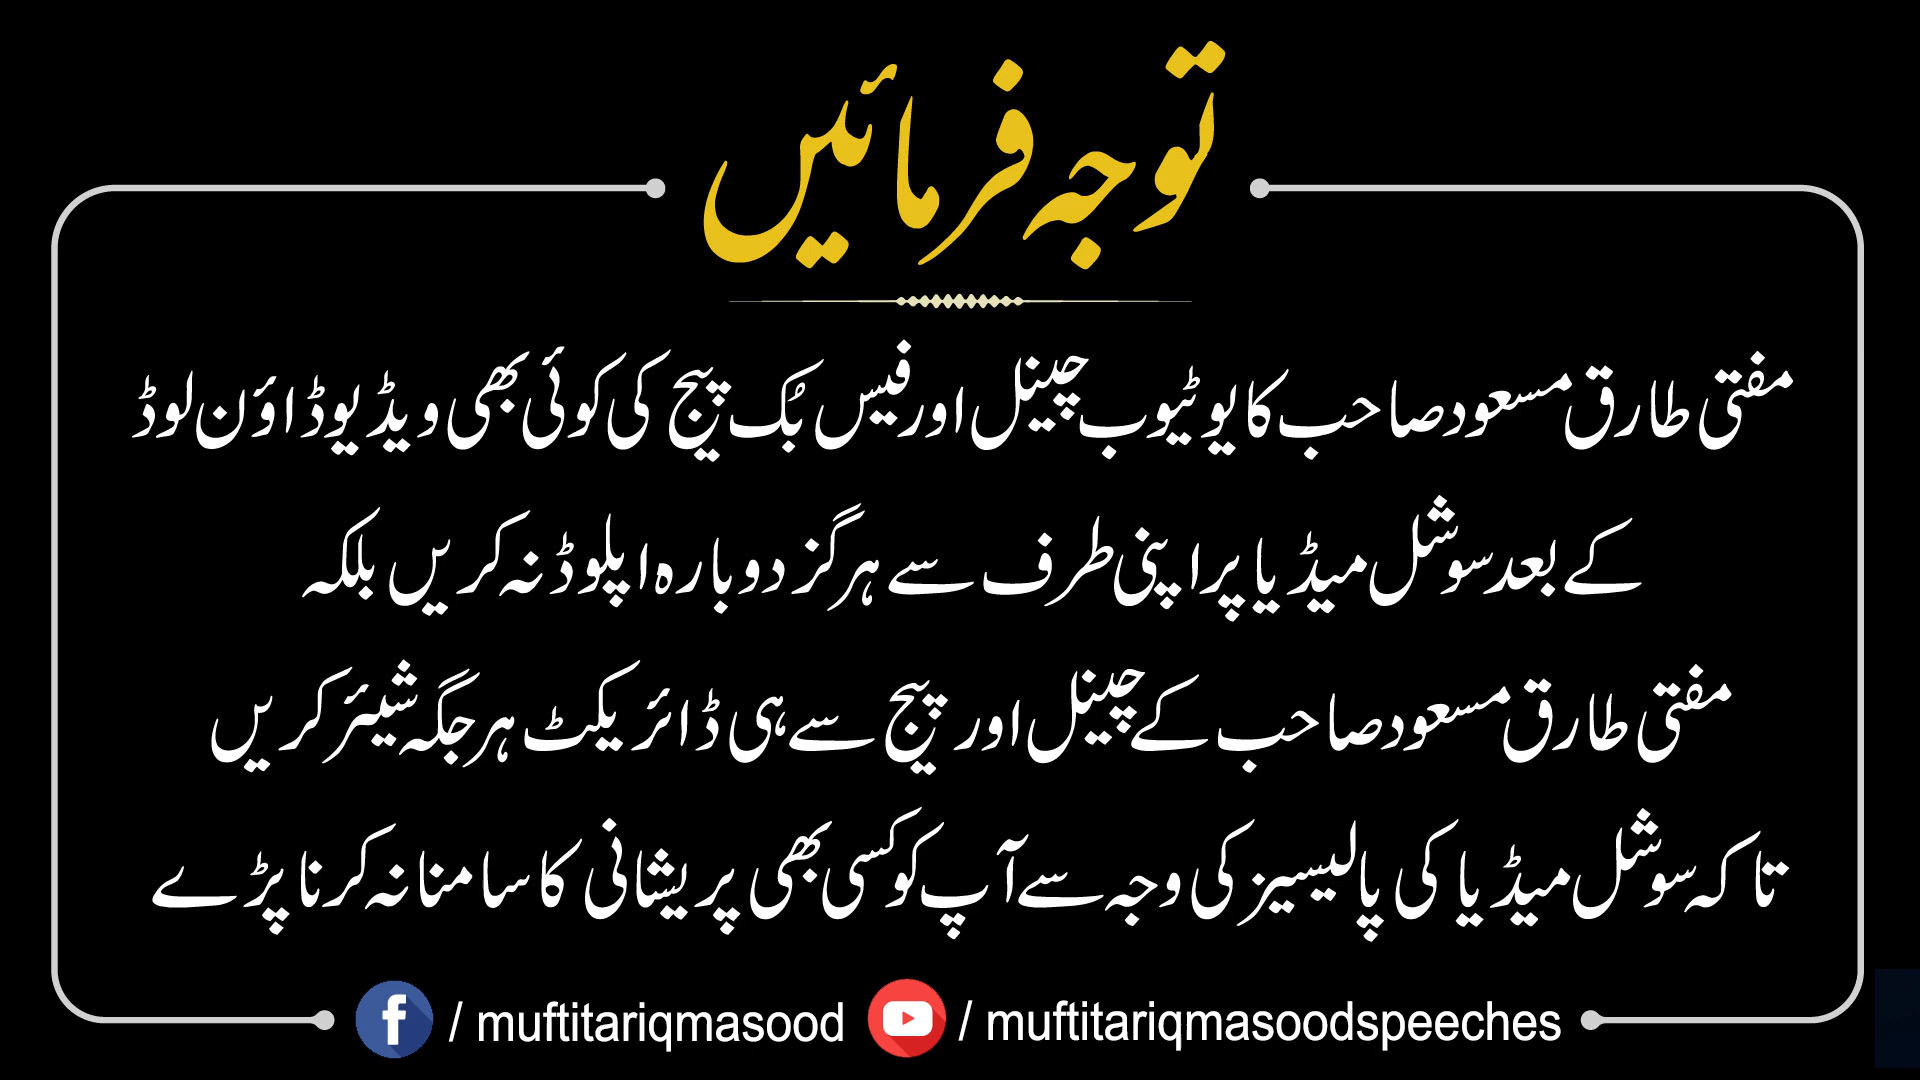 توجہ فرمائیں
مفتی طارق مسعود صاحب کا یوٹیوب چینل اور فیس بُک پیج کی کوئی بھی ویڈیو ڈاؤن لوڈ
کے بعد سوشل میڈیا پر اپنی طرف سے ہرگز دوبارہ اپلوڈ نہ کریں بلکہ
مفتی طارق مسعود صاحب کے چینل اور پیج سے ہی ڈائریکٹ ہر جگہ شیئر کریں
تاکہ سوشل میڈیا کی پالیسیز کی وجہ سے آپ کو کسی بھی پریشانی کا سامنا نہ کرنا پڑے
/ muftitariqmasood / muftitariqmasoodspeeches